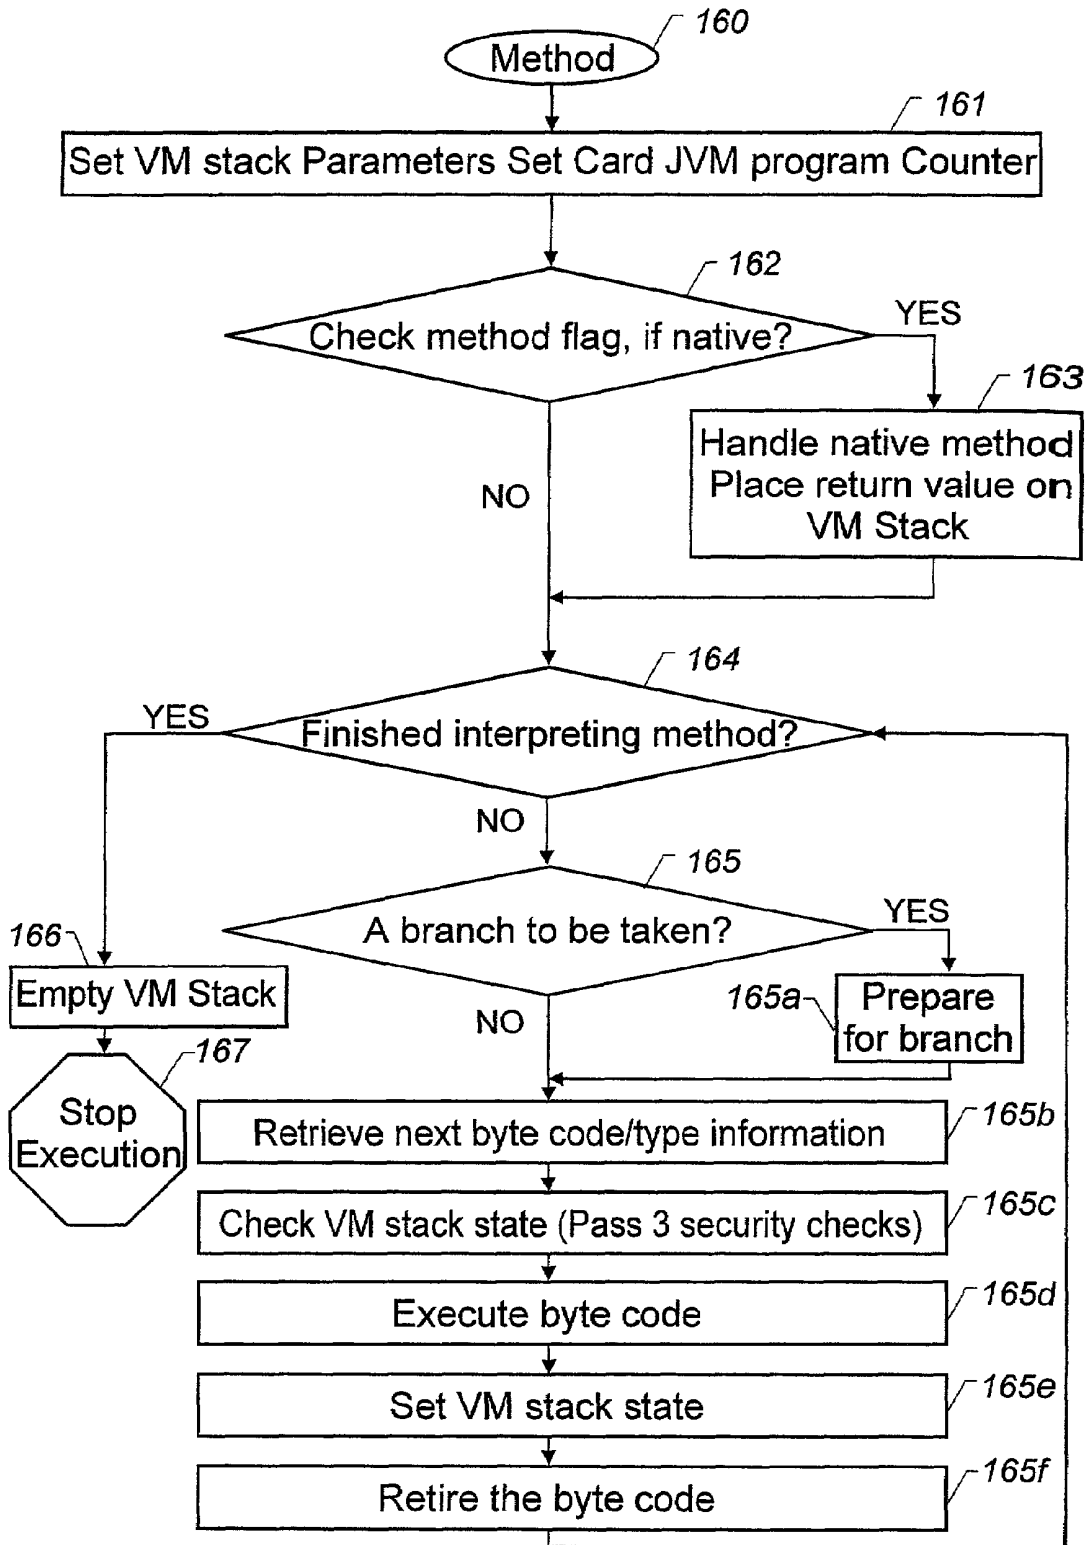 160
Method
161
Set VM stack Parameters Set Card JVM program Counter
162
Check method flag, if native?
YES
163
Handle native method
Place return value on
VM Stack
NO
164
YES
Finished interpreting method?
NO
165
A branch to be taken?
YES
166
Empty VM Stack
165a
Prepare
for branch
NO
167
Stop
Execution
Retrieve next byte code/type information
165b
Check VM stack state (Pass 3 security checks)
165c
Execute byte code
165d
Set VM stack state
165e
Retire the byte code
165f